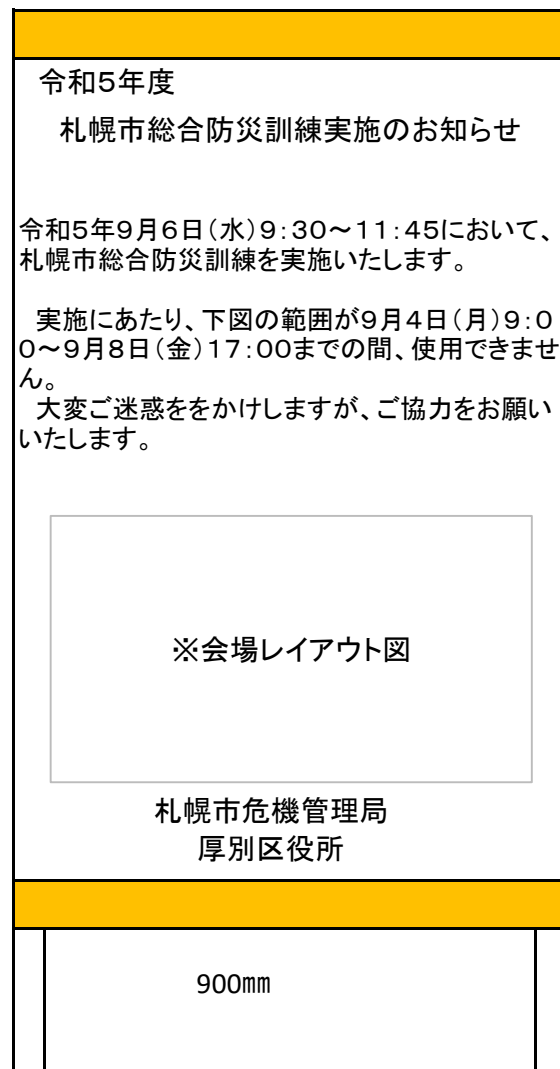 令和5年度
札幌市総合防災訓練実施のお知らせ
令和5年9月6日(水)9:30～11:45において、
札幌市総合防災訓練を実施いたします。
　実施にあたり、下図の範囲が9月4日(月)9:0
0～9月8日(金)17:00までの間、使用できませ
ん。
　大変ご迷惑ををかけしますが、ご協力をお願い
いたします。
※会場レイアウト図
札幌市危機管理局
厚別区役所
900㎜